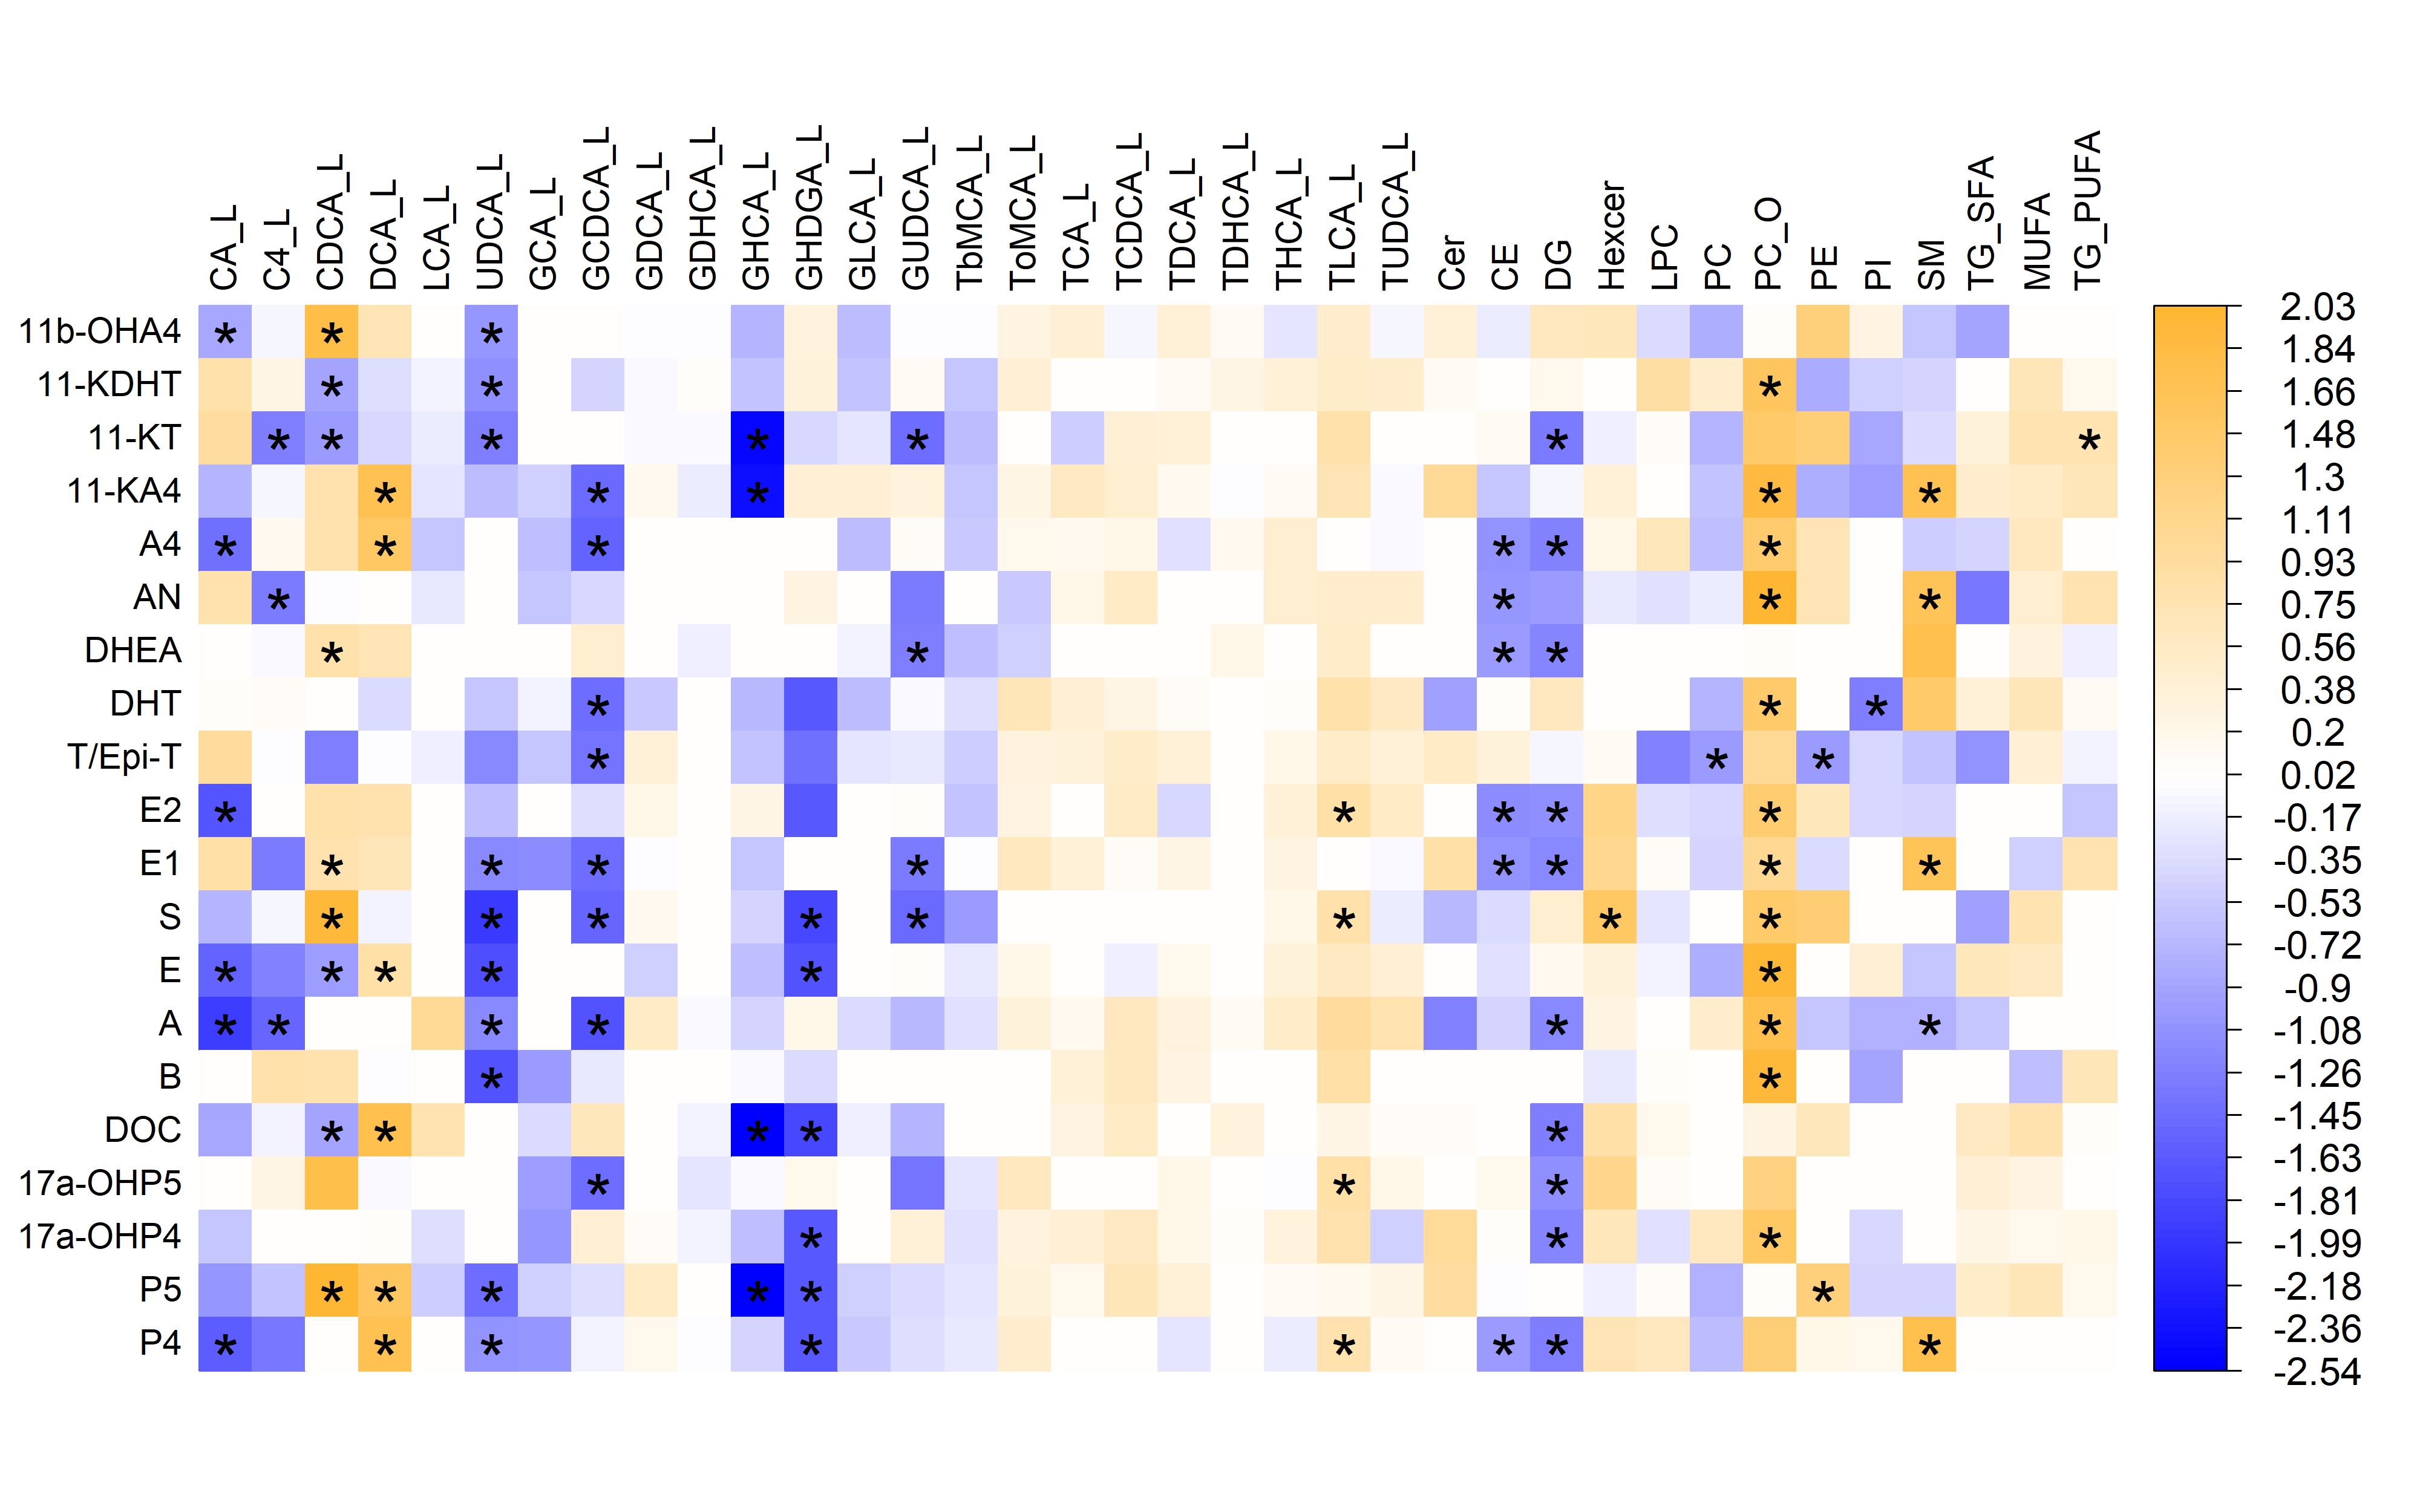 CA_L
C4_L
CDCA_L
DCA_L
LCA_L
UDCA_L
GCA_L
GCDCA_L
GDCA_L
GDHCA_L
GHCA_L
GHDGA_L
GLCA_L
GUDCA_L
TbMCA_L
ToMCA_L
TCA_L
TCDCA_L
TDCA_L
TDHCA_L
THCA_L
TLCA_L
TUDCA_L
Cer
CE
DG
Hexcer
LPC
PC
PC_O
PE
PI
SM
TG_SFA
MUFA
TG_PUFA
11b-OHA4
11-KDHT
11-KT
11-KA4
A4
AN
DHEA
DHT
T/Epi-T
E2
E1
S
E
A
B
DOC
17a-OHP5
17a-OHP4
P5
P4
2.03
1.84
1.66
1.48
1.3
1.11
0.93
0.75
0.56
0.38
0.2
0.02
-0.17
-0.35
-0.53
-0.72
-0.9
-1.08
-1.26
-1.45
-1.63
-1.81
-1.99
-2.18
-2.36
-2.54